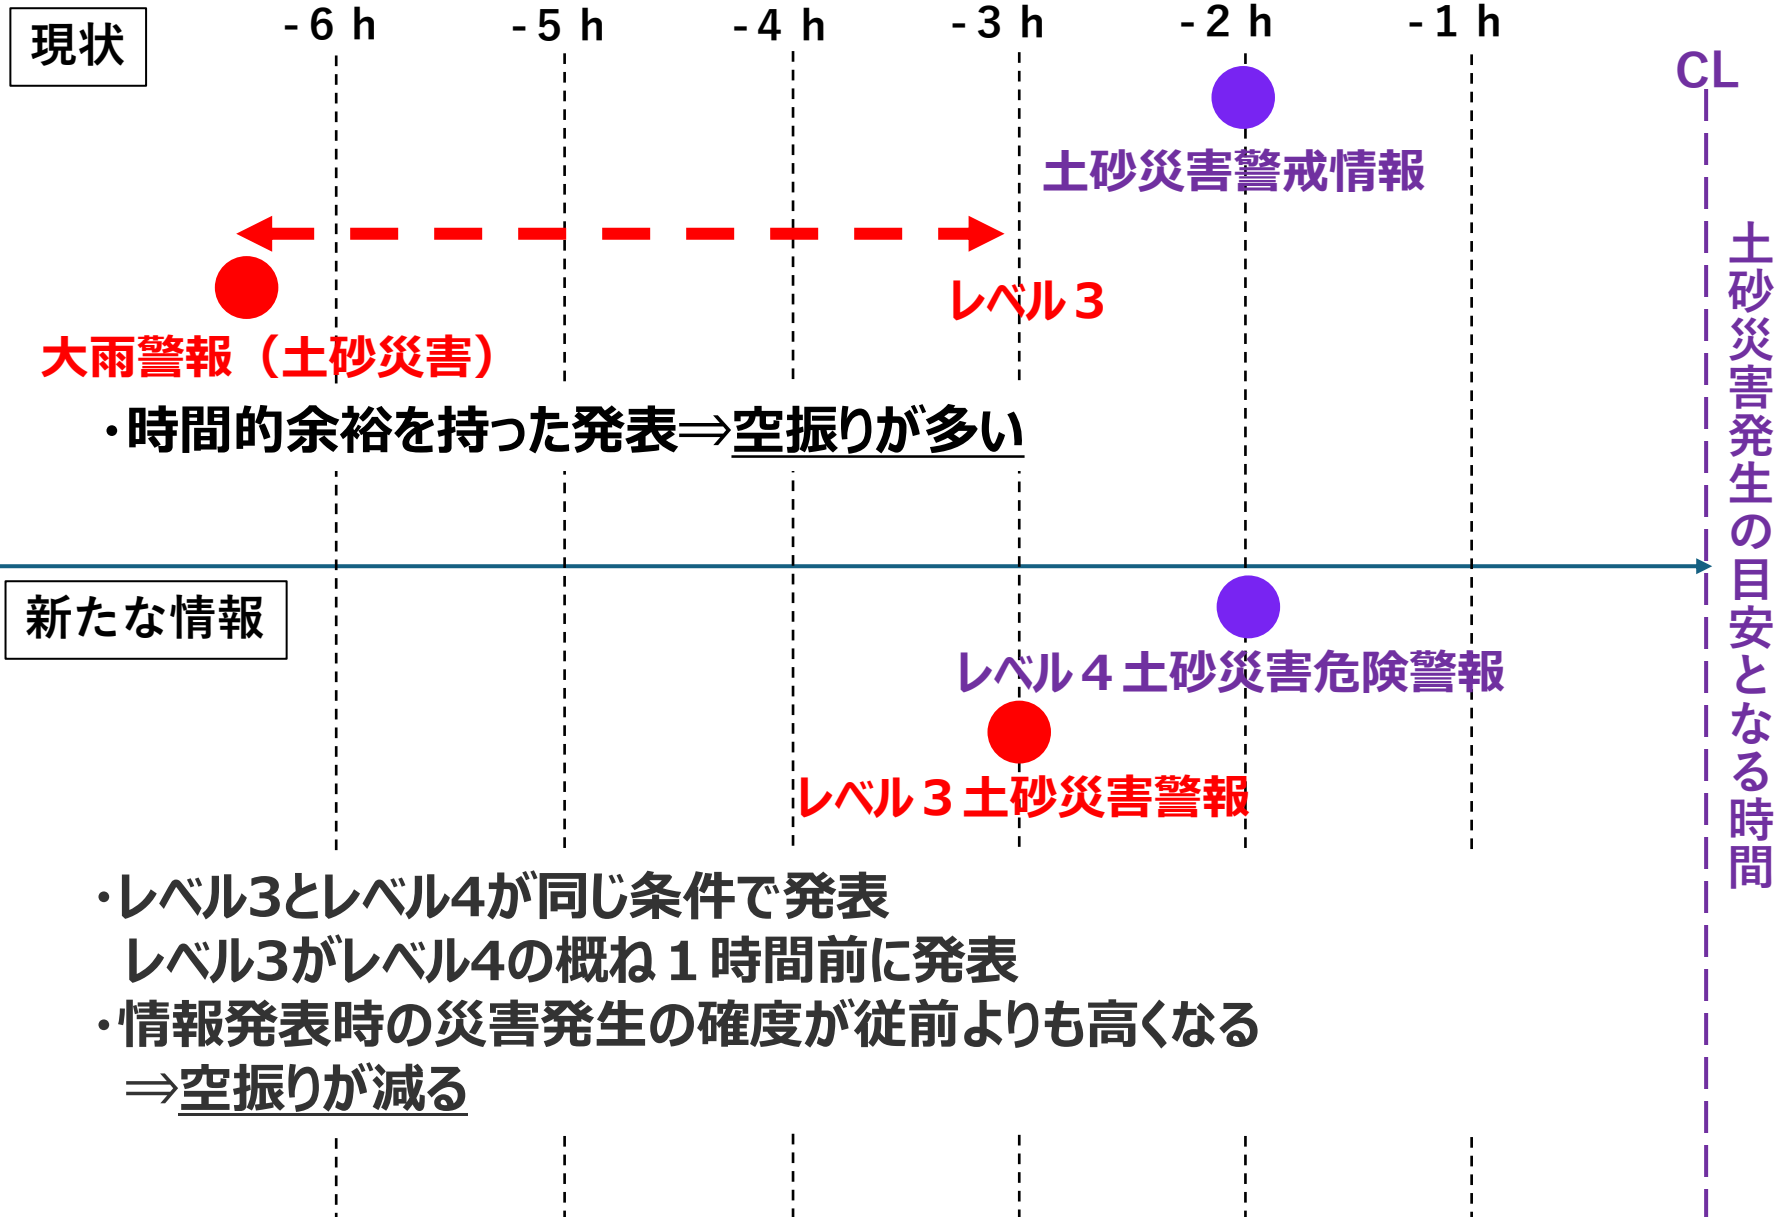 現状
-6 h
-5 h
-4 h
-3 h
-2 h
-1 h
CL
土砂災害警戒情報
レベル３
大雨警報（土砂災害）
・時間的余裕を持った発表⇒空振りが多い
土砂災害発生の目安となる時間
新たな情報
レベル４土砂災害危険警報
レベル３土砂災害警報
・レベル3とレベル4が同じ条件で発表
レベル3がレベル4の概ね１時間前に発表
・情報発表時の災害発生の確度が従前よりも高くなる
⇒空振りが減る